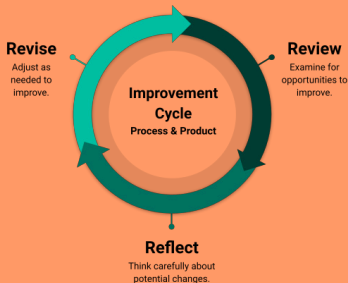 Revise
Adjust as
needed to
improve.
Improvement
Cycle
Process & Product
Review
Examine for
opportunities to
improve.
Reflect
Think carefully about
potential changes.